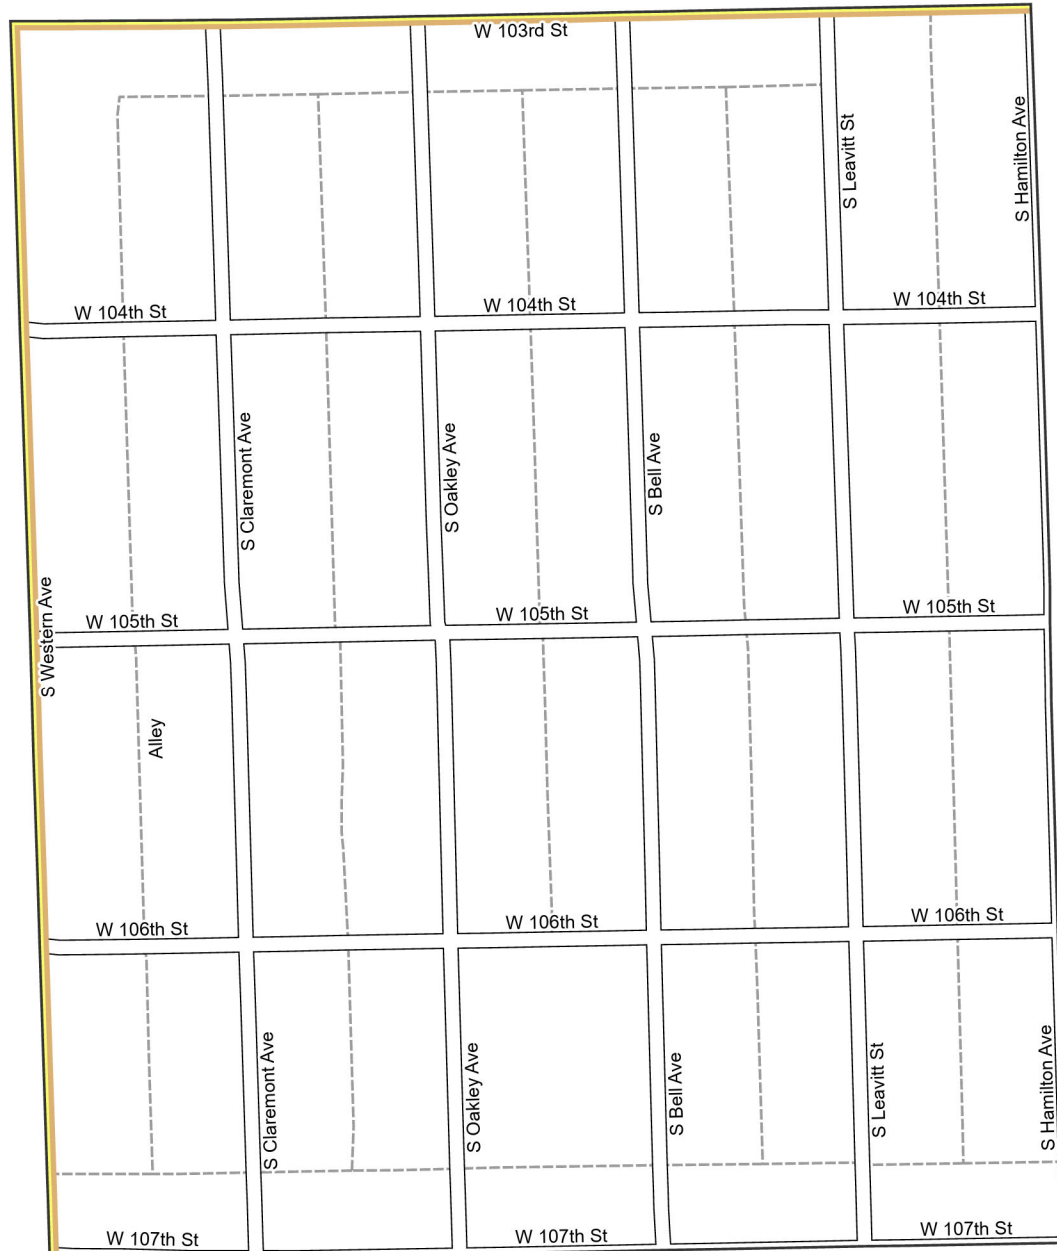 W 103rd St
S Leavitt St
S Hamilton Ave
W 104th St
W 104th St
W 104th St
S Claremont Ave
S Oakley Ave
S Bell Ave
S Western Ave
W 105th St
W 105th St
W 105th St
Alley
W 106th St
W 106th St
W 106th St
S Claremont Ave
S Oakley Ave
S Bell Ave
S Leavitt St
S Hamilton Ave
W 107th St
W 107th St
W 107th St